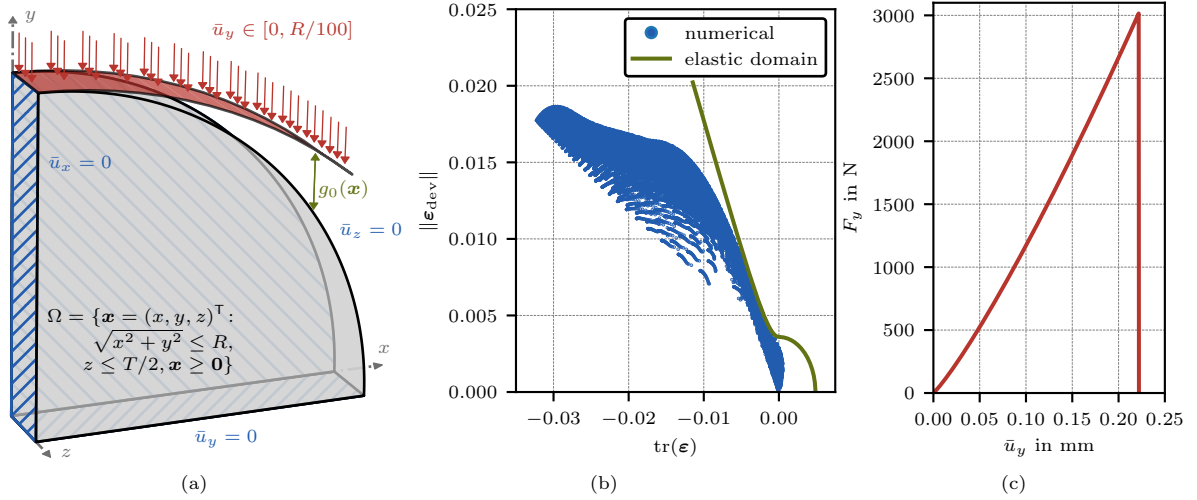 y
ū_y ∈ [0, R/100]
ū_x = 0
g_0(x)
ū_z = 0
Ω = {x = (x, y, z)^T:
√(x² + y²) ≤ R,
z ≤ T/2, x ≥ 0}
x
ū_y = 0
z
(a)
0.025
0.020
0.015
0.010
0.005
0.000
‖ε_dev‖
numerical
elastic domain
−0.03
−0.02
−0.01
0.00
tr(ε)
(b)
3000
2500
2000
1500
1000
500
0
F_y in N
0.00
0.05
0.10
0.15
0.20
0.25
ū_y in mm
(c)